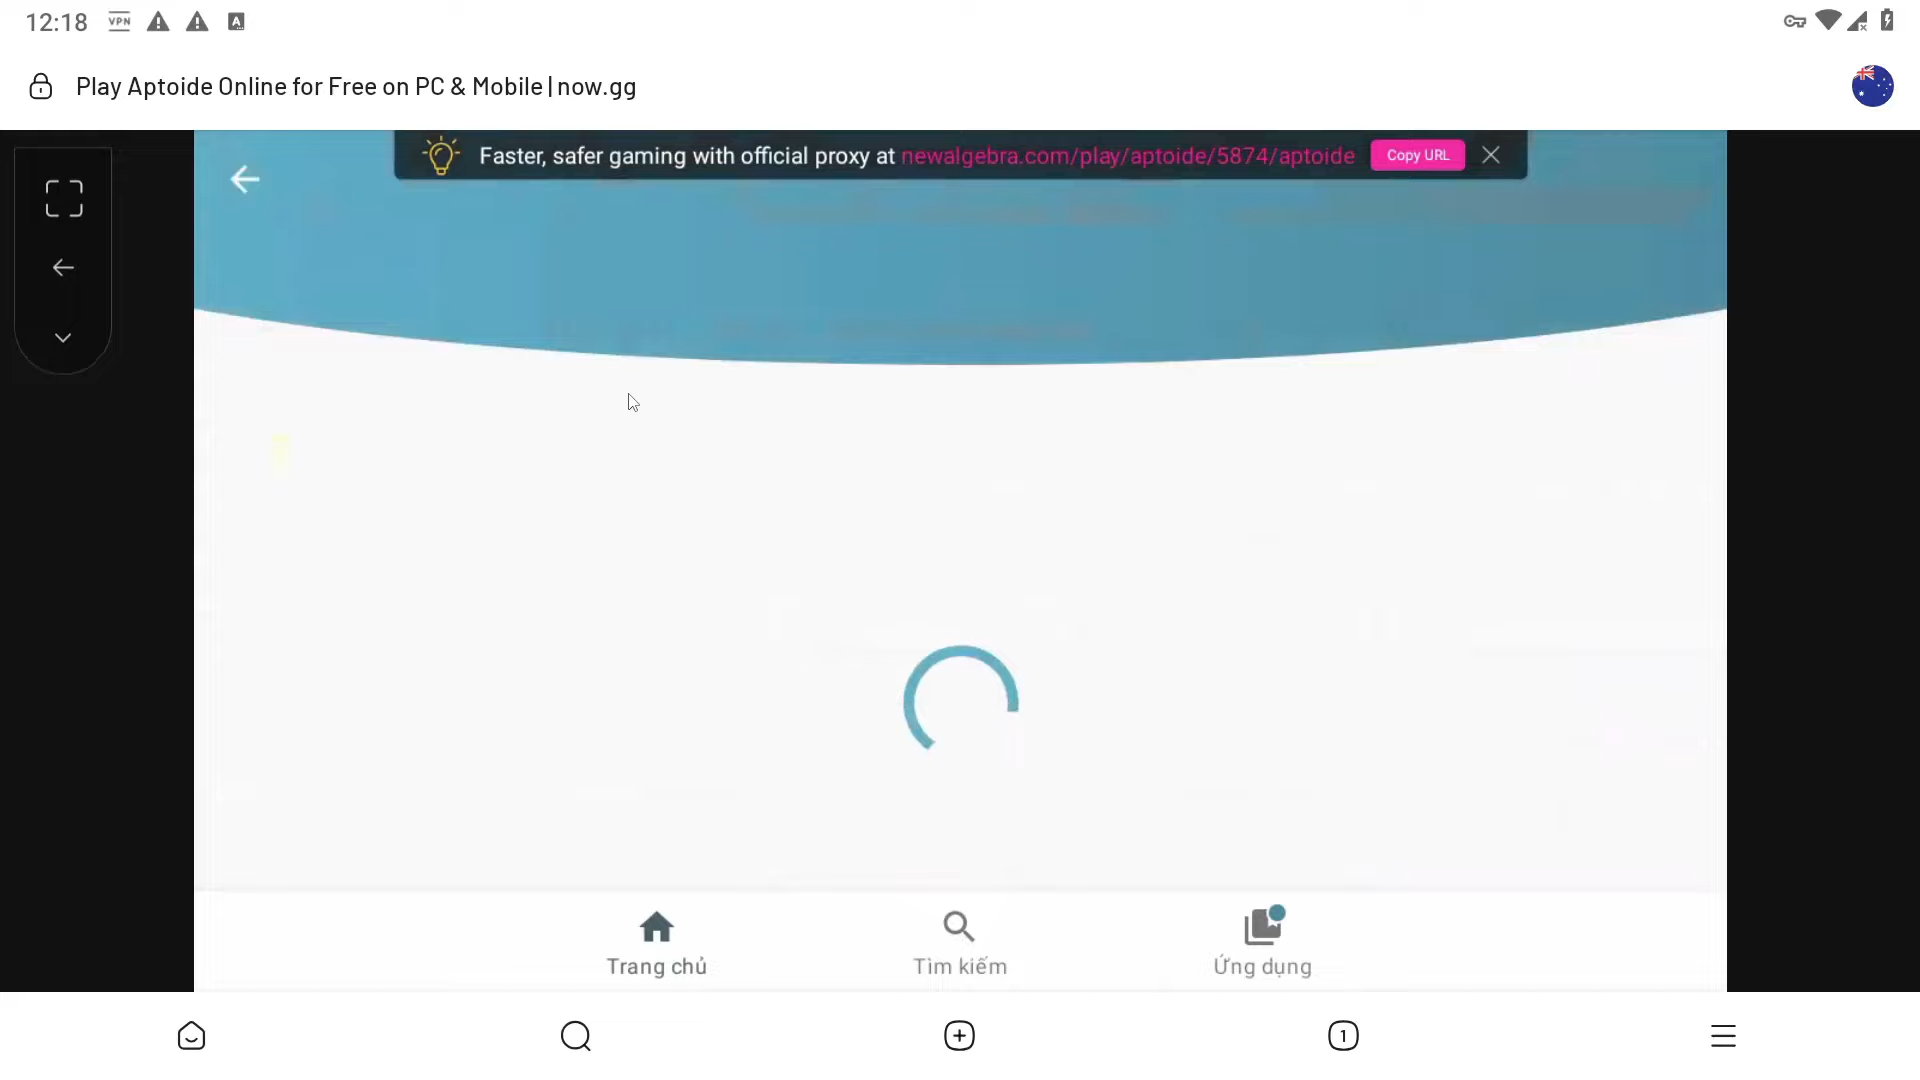 12:18 VPN A
Play Aptoide Online for Free on PC & Mobile | now.gg
Faster, safer gaming with official proxy at newalgebra.com/play/aptoide/5874/aptoide Copy URL
Trang chủ Tìm kiếm Ứng dụng
1